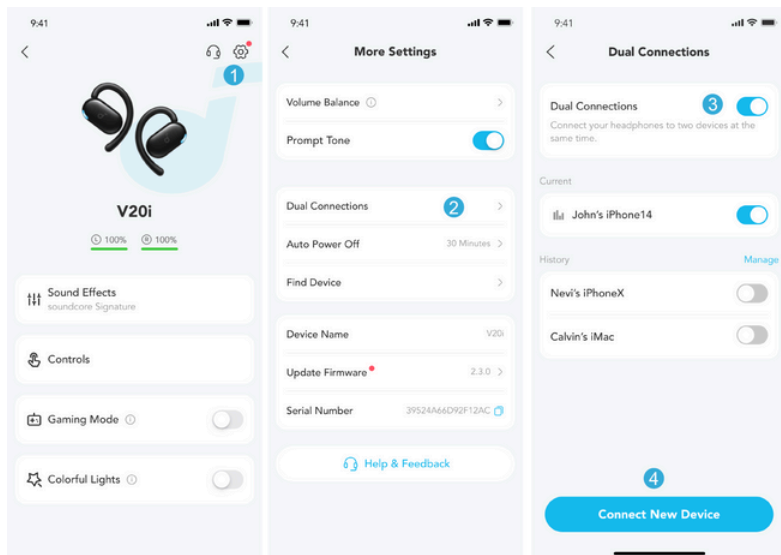 9:41
1
V20i
L 100% R 100%
Sound Effects
soundcore Signature
Controls
Gaming Mode
Colorful Lights
9:41
More Settings
Volume Balance
Prompt Tone
Dual Connections
2
Auto Power Off 30 Minutes
Find Device
Device Name V20i
Update Firmware 2.3.0
Serial Number 39524A66D92F12AC
Help & Feedback
9:41
Dual Connections
Dual Connections
3
Connect your headphones to two devices at the
same time.
Current
John's iPhone14
History Manage
Nevi's iPhoneX
Calvin's iMac
4
Connect New Device